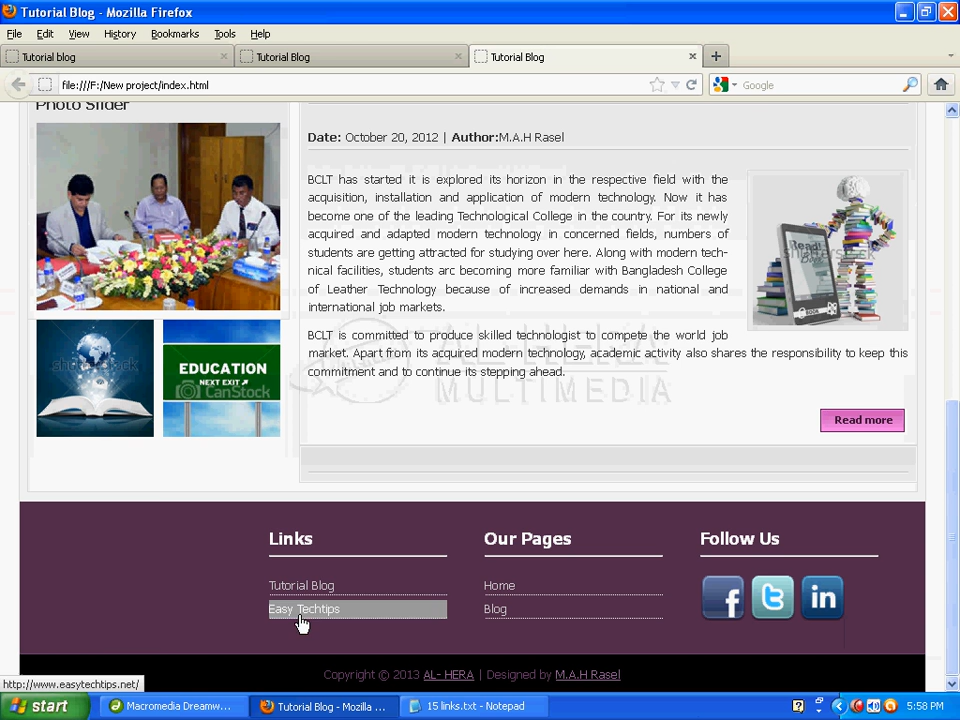 Tutorial Blog - Mozilla Firefox
File Edit View History Bookmarks Tools Help
Tutorial blog
Tutorial Blog
Tutorial Blog
file:///F:/New project/index.html
Google
Photo Slider
Date: October 20, 2012 | Author:M.A.H Rasel
BCLT has started it is explored its horizon in the respective field with the
acquisition, installation and application of modern technology. Now it has
become one of the leading Technological College in the country. For its newly
acquired and adapted modern technology in concerned fields, numbers of
students are getting attracted for studying over here. Along with modern tech-
nical facilities, students arc becoming more familiar with Bangladesh College
of Leather Technology because of increased demands in national and
international job markets.
BCLT is committed to produce skilled technologist to compete the world job
market. Apart from its acquired modern technology, academic activity also shares the responsibility to keep this
commitment and to continue its stepping ahead.
Read!
shutterstock
shutterstock
EDUCATION
NEXT EXIT
CanStock
AL-HERA
MULTIMEDIA
Read more
Links
Our Pages
Follow Us
Tutorial Blog
Home
Easy Techtips
Blog
f
t
in
Copyright © 2013 AL- HERA | Designed by M.A.H Rasel
http://www.easytechtips.net/
start
Macromedia Dreamw...
Tutorial Blog - Mozilla ...
15 links.txt - Notepad
5:58 PM